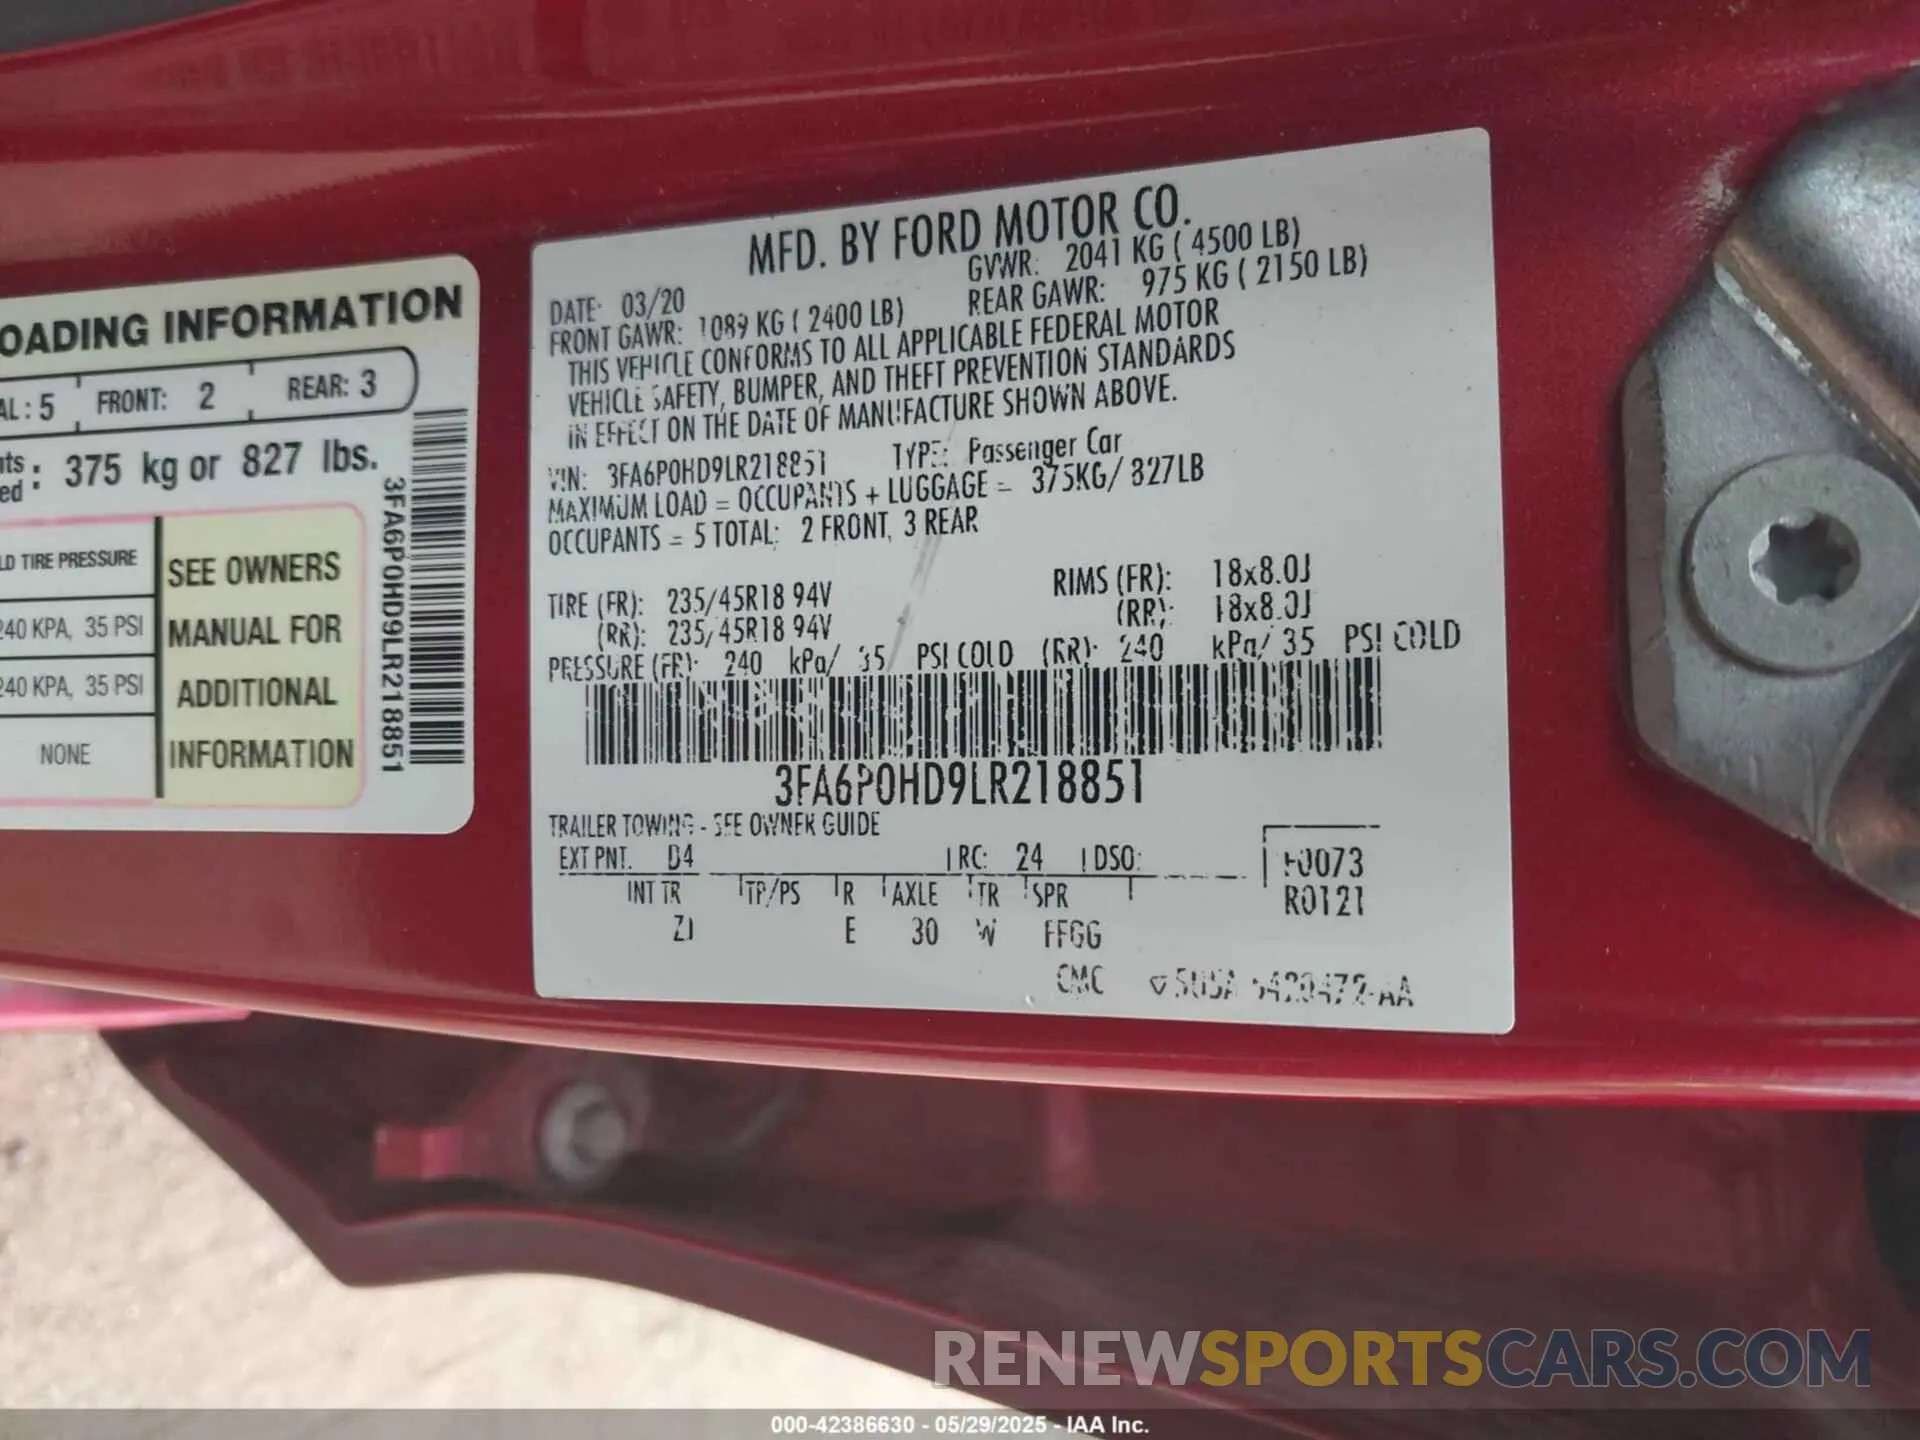 OADING INFORMATION
AL: 5 FRONT: 2 REAR: 3
nts
ed : 375 kg or 827 lbs.
LD TIRE PRESSURE
240 KPA, 35 PSI
240 KPA, 35 PSI
NONE
SEE OWNERS
MANUAL FOR
ADDITIONAL
INFORMATION
3FA6P0HD9LR218851
MFD. BY FORD MOTOR CO.
DATE: 03/20 GVWR: 2041 KG ( 4500 LB)
FRONT GAWR: 1089 KG ( 2400 LB) REAR GAWR: 975 KG ( 2150 LB)
THIS VEHICLE CONFORMS TO ALL APPLICABLE FEDERAL MOTOR
VEHICLE SAFETY, BUMPER, AND THEFT PREVENTION STANDARDS
IN EFFECT ON THE DATE OF MANUFACTURE SHOWN ABOVE.
VIN: 3FA6P0HD9LR218851 TYPE: Passenger Car
MAXIMUM LOAD = OCCUPANTS + LUGGAGE = 375KG/ 827LB
OCCUPANTS = 5 TOTAL: 2 FRONT, 3 REAR
TIRE (FR): 235/45R18 94V RIMS (FR): 18x8.0J
(RR): 235/45R18 94V (RR): 18x8.0J
PRESSURE (FR): 240 kPa/ 35 PSI COLD (RR): 240 kPa/ 35 PSI COLD
3FA6P0HD9LR218851
TRAILER TOWING - SEE OWNER GUIDE
EXT PNT. D4 RC: 24 DSO: F0073
INT TR TP/PS R AXLE TR SPR R0121
ZJ E 30 W FFGG
CMC
RENEWSPORTSCARS.COM
000-42386630 - 05/29/2025 - IAA Inc.